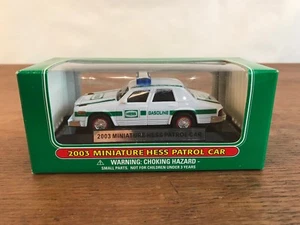 HESS
GASOLINE
2003 MINIATURE HESS PATROL CAR
2003 MINIATURE HESS PATROL CAR
WARNING: CHOKING HAZARD -
SMALL PARTS NOT FOR CHILDREN UNDER 3 YEARS